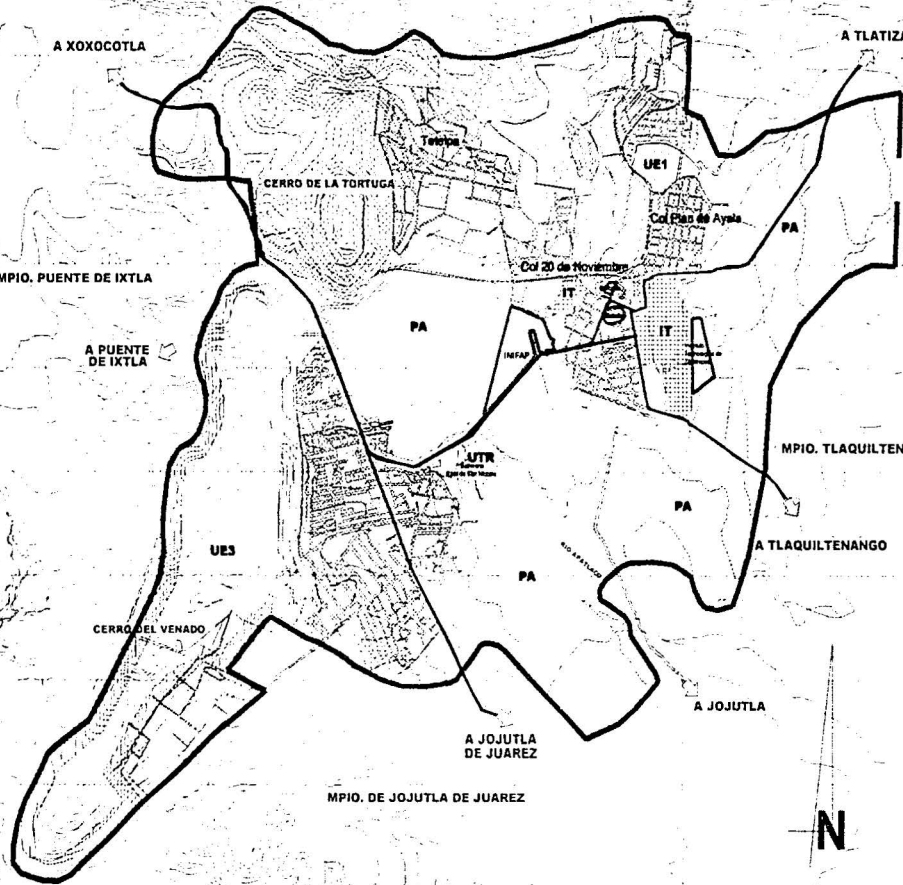 A XOXOCOTLA
A TLATIZA
Tetelpa
UE1
CERRO DE LA TORTUGA
Col Plan de Ayala
PA
Col 20 de Noviembre
MPIO. PUENTE DE IXTLA
IT
PA
IT
A PUENTE
DE IXTLA
INIFAP
MPIO. TLAQUILTEN
UTR
PA
A TLAQUILTENANGO
UE3
RIO APATLACO
PA
CERRO DEL VENADO
A JOJUTLA
A JOJUTLA
DE JUAREZ
MPIO. DE JOJUTLA DE JUAREZ
N